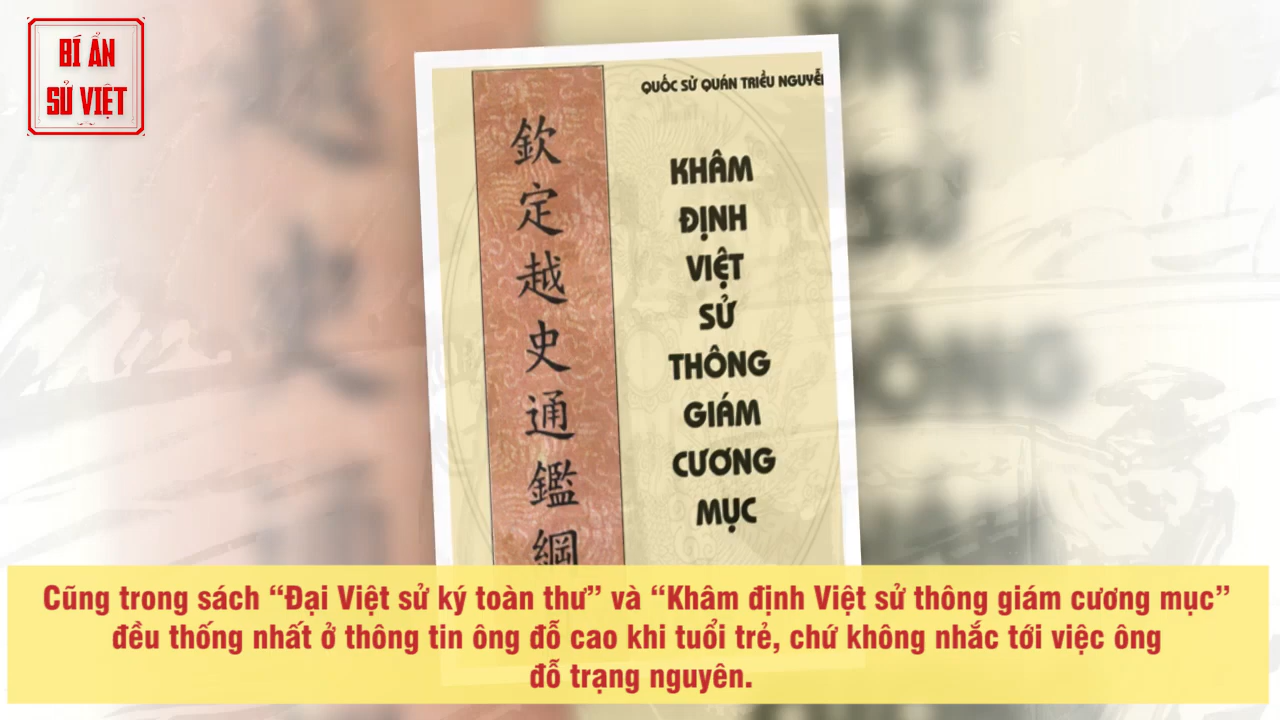 BÍ ẨN
SỬ VIỆT
QUỐC SỬ QUÁN TRIỀU NGUYỄN
欽定越史通鑑綱
KHÂM
ĐỊNH
VIỆT
SỬ
THÔNG
GIÁM
CƯƠNG
MỤC
Cũng trong sách “Đại Việt sử ký toàn thư” và “Khâm định Việt sử thông giám cương mục”
đều thống nhất ở thông tin ông đỗ cao khi tuổi trẻ, chứ không nhắc tới việc ông
đỗ trạng nguyên.